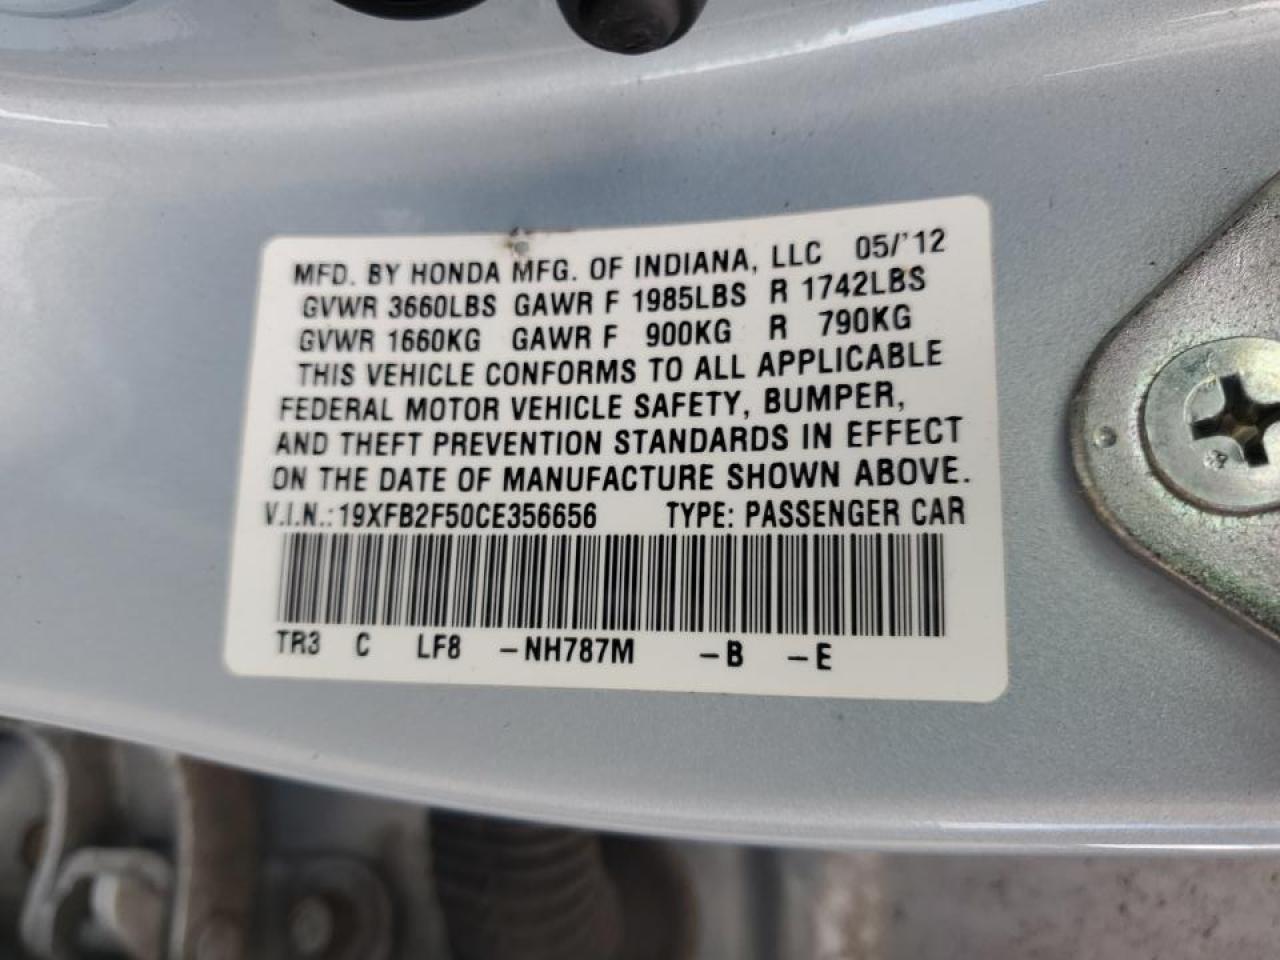 MFD. BY HONDA MFG. OF INDIANA, LLC 05/'12
GVWR 3660LBS GAWR F 1985LBS R 1742LBS
GVWR 1660KG GAWR F 900KG R 790KG
THIS VEHICLE CONFORMS TO ALL APPLICABLE
FEDERAL MOTOR VEHICLE SAFETY, BUMPER,
AND THEFT PREVENTION STANDARDS IN EFFECT
ON THE DATE OF MANUFACTURE SHOWN ABOVE.
V.I.N.:19XFB2F50CE356656 TYPE: PASSENGER CAR
TR3 C LF8 -NH787M -B -E